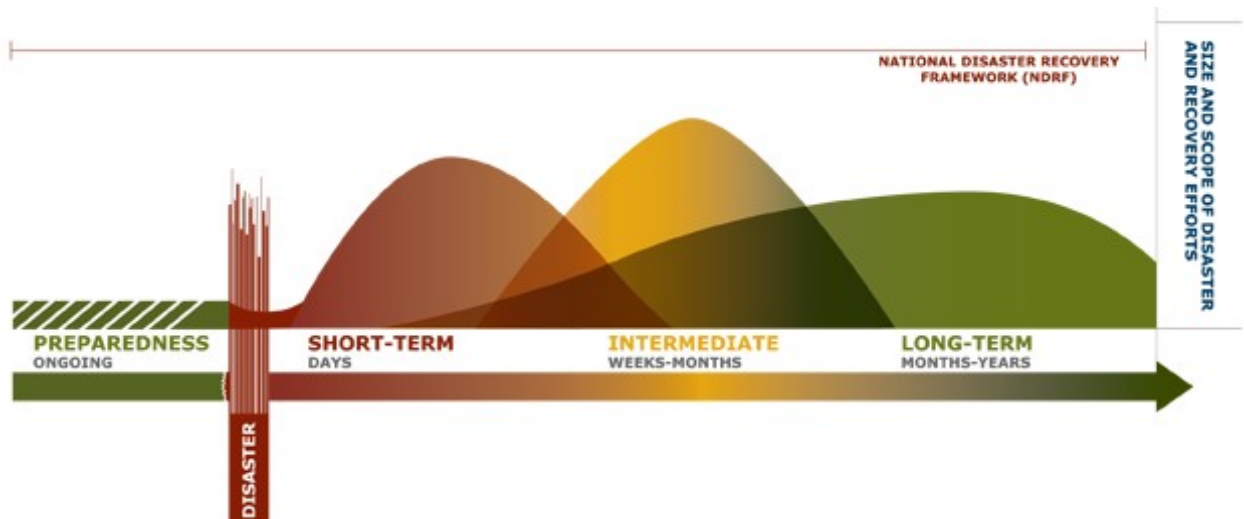 NATIONAL DISASTER RECOVERY
FRAMEWORK (NDRF)
SIZE AND SCOPE OF DISASTER
AND RECOVERY EFFORTS
PREPAREDNESS
ONGOING
SHORT-TERM
DAYS
INTERMEDIATE
WEEKS-MONTHS
LONG-TERM
MONTHS-YEARS
DISASTER